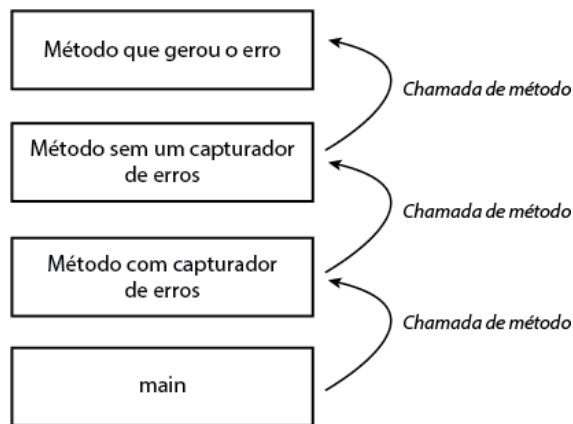 Método que gerou o erro
Chamada de método
Método sem um capturador
de erros
Chamada de método
Método com capturador
de erros
Chamada de método
main